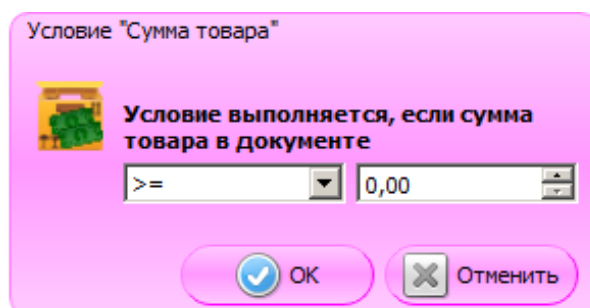 Условие "Сумма товара"
Условие выполняется, если сумма
товара в документе
>= 0,00
OK Отменить